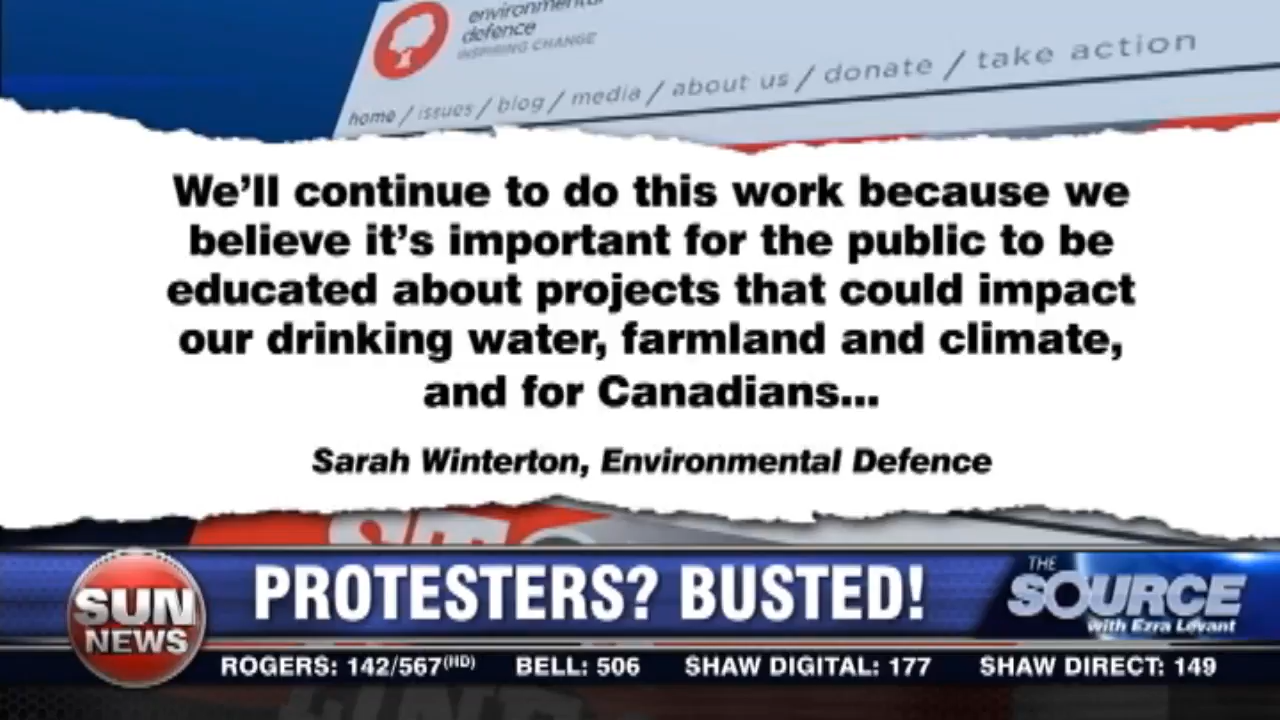 environmental
defence
INSPIRING CHANGE
home / issues / blog / media / about us / donate / take action
We'll continue to do this work because we
believe it's important for the public to be
educated about projects that could impact
our drinking water, farmland and climate,
and for Canadians...
Sarah Winterton, Environmental Defence
SUN
NEWS
PROTESTERS? BUSTED!
THE
SOURCE
with Ezra Levant
ROGERS: 142/567(HD) BELL: 506 SHAW DIGITAL: 177 SHAW DIRECT: 149